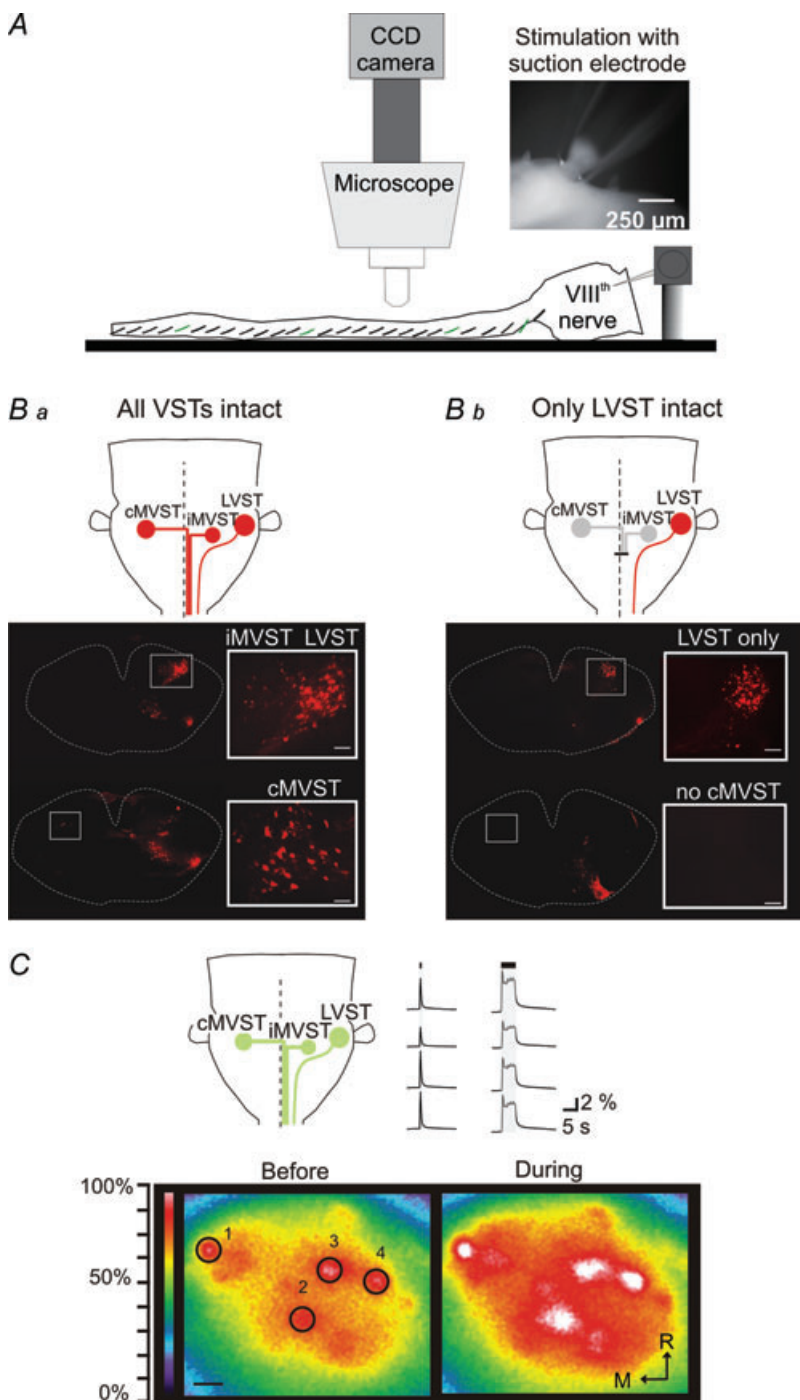 A
CCD
camera
Stimulation with
suction electrode
Microscope
250 µm
VIIIth
nerve
B a All VSTs intact
cMVST
iMVST
LVST
iMVST LVST
cMVST
B b Only LVST intact
cMVST
iMVST
LVST
LVST only
no cMVST
C
cMVST
iMVST
LVST
2 %
5 s
Before
During
100%
50%
0%
1
2
3
4
R
M